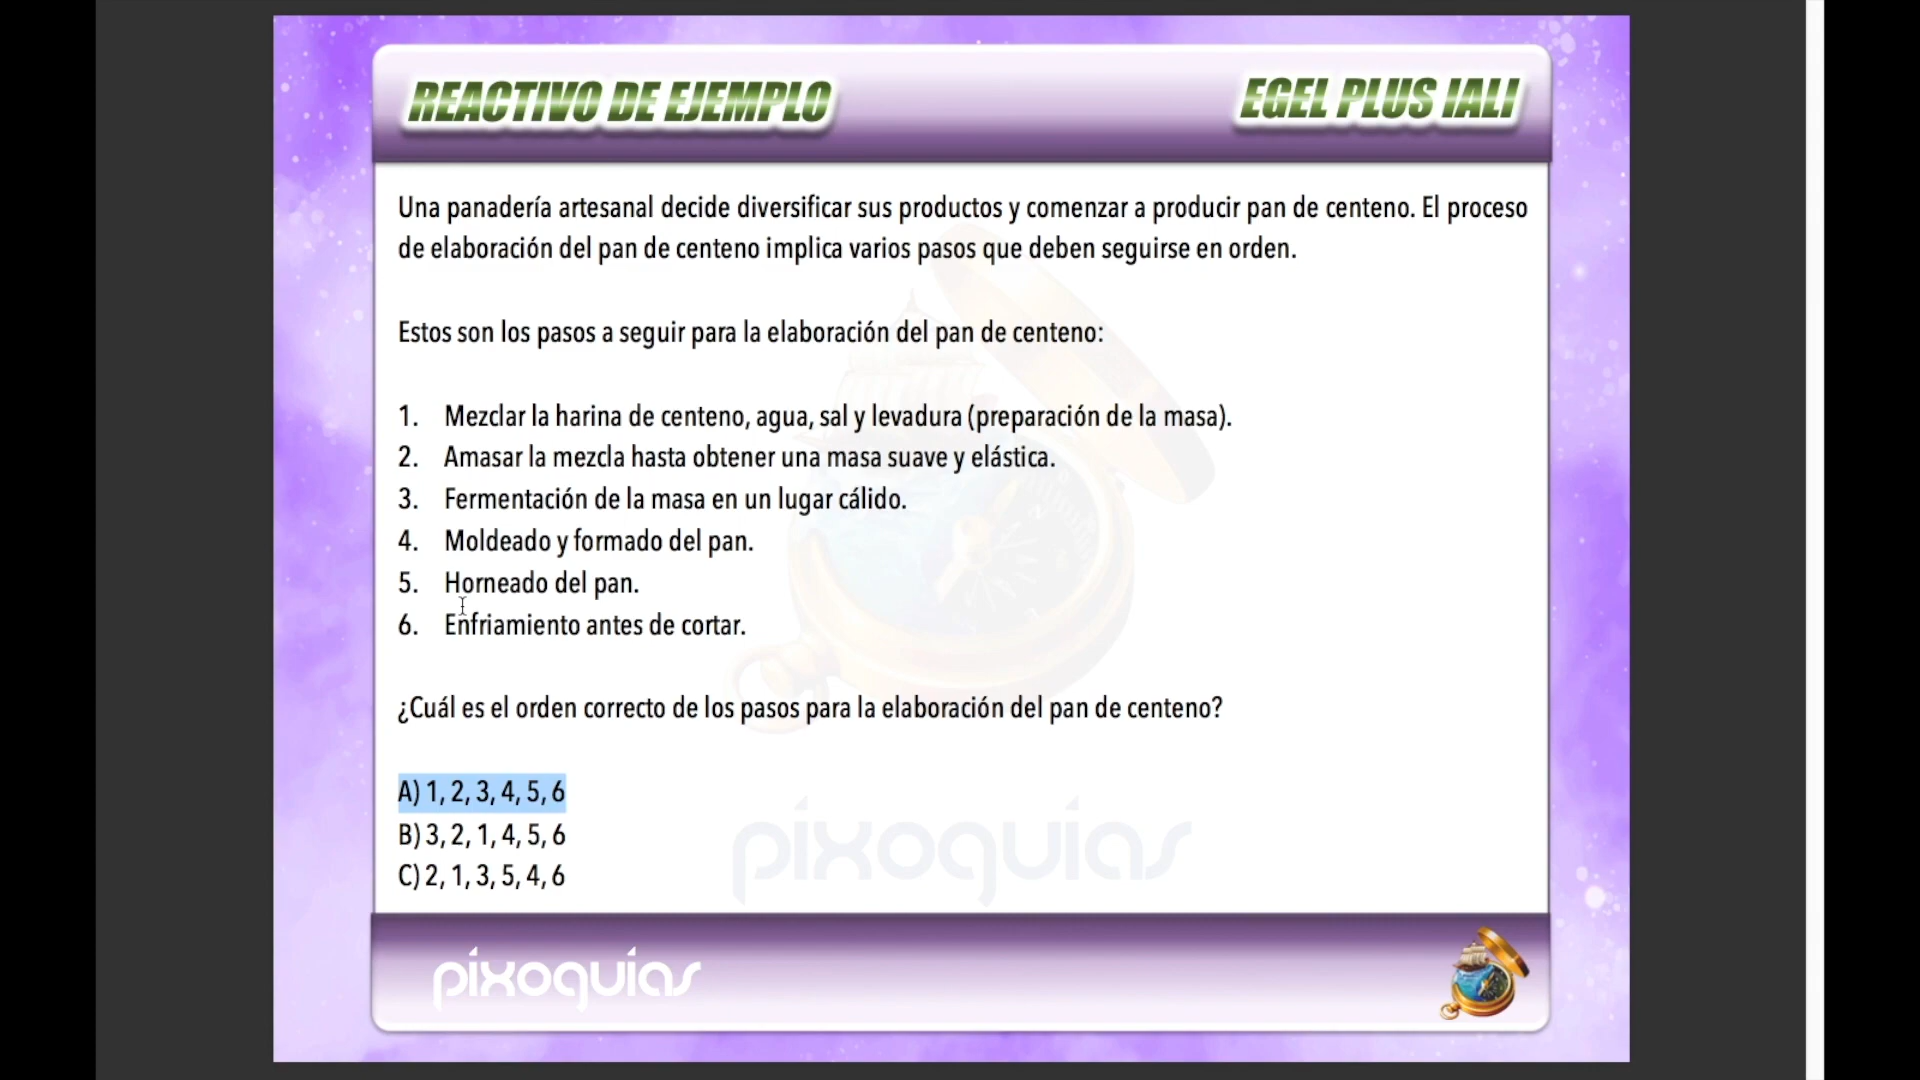 REACTIVO DE EJEMPLO
EGEL PLUS IALI
Una panadería artesanal decide diversificar sus productos y comenzar a producir pan de centeno. El proceso
de elaboración del pan de centeno implica varios pasos que deben seguirse en orden.
Estos son los pasos a seguir para la elaboración del pan de centeno:
1. Mezclar la harina de centeno, agua, sal y levadura (preparación de la masa).
2. Amasar la mezcla hasta obtener una masa suave y elástica.
3. Fermentación de la masa en un lugar cálido.
4. Moldeado y formado del pan.
5. Horneado del pan.
6. Enfriamiento antes de cortar.
¿Cuál es el orden correcto de los pasos para la elaboración del pan de centeno?
A) 1, 2, 3, 4, 5, 6
B) 3, 2, 1, 4, 5, 6
C) 2, 1, 3, 5, 4, 6
pixoguias
pixoguias